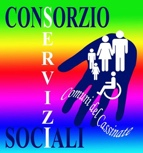 CONSORZIO
SERVIZI
Comuni del Cassinate
SOCIALI